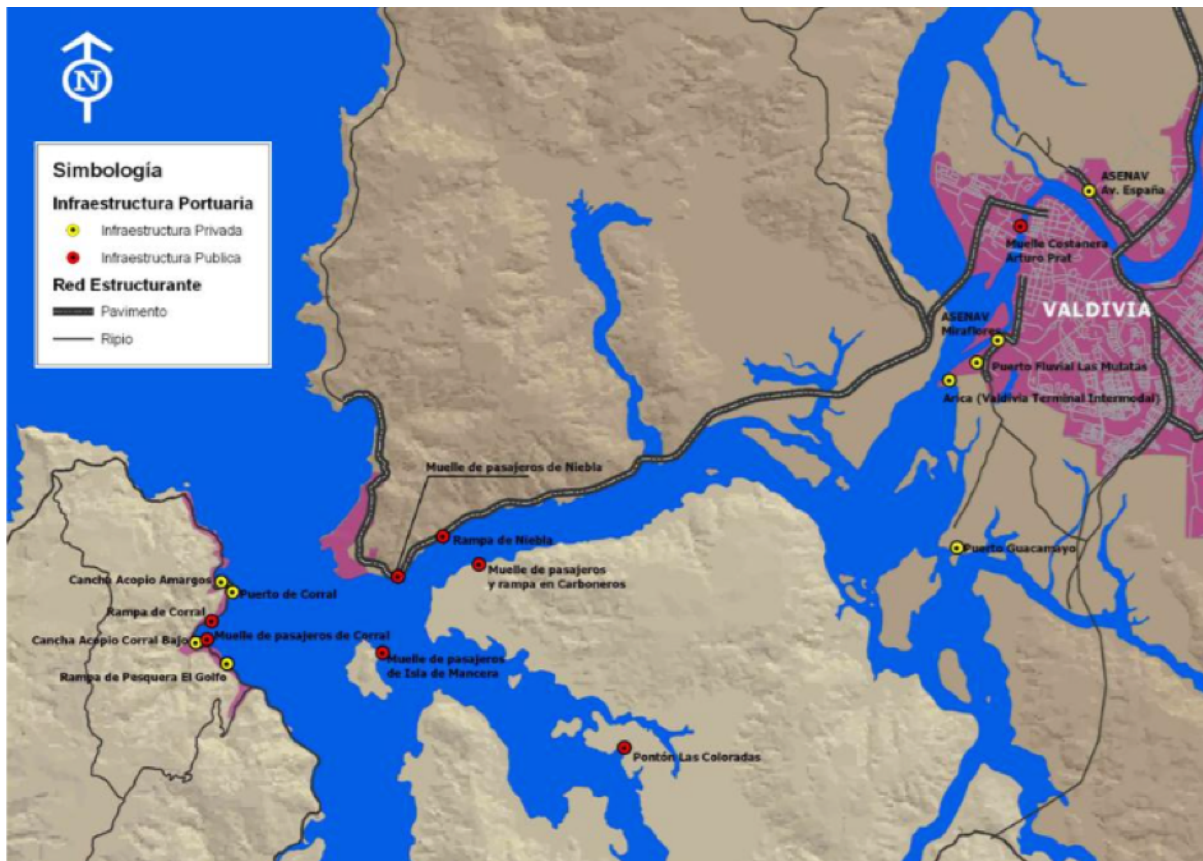 N
Simbología
Infraestructura Portuaria
Infraestructura Privada
Infraestructura Publica
Red Estructurante
Pavimento
Ripio
ASENAV
Av. España
Muelle Costanera
Arturo Prat
VALDIVIA
ASENAV
Miraflores
Puerto Fluvial Las Mulatas
Arica (Valdivia Terminal Intermodal)
Muelle de pasajeros de Niebla
Rampa de Niebla
Puerto Guacamayo
Muelle de pasajeros
y rampa en Carboneros
Cancha Acopio Amargos
Puerto de Corral
Rampa de Corral
Cancha Acopio Corral Bajo
Muelle de pasajeros de Corral
Muelle de pasajeros
de Isla de Mancera
Rampa de Pesquera El Golfo
Pontón Las Coloradas